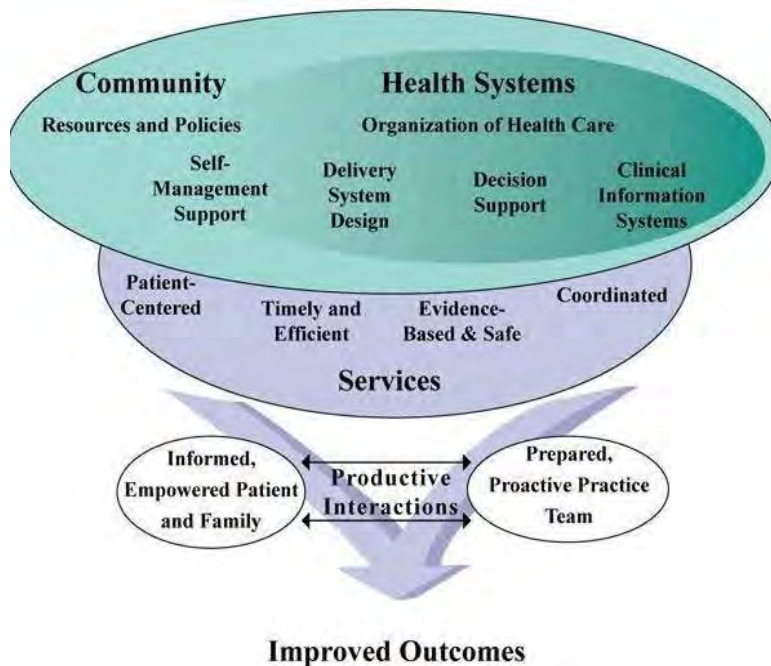 Community
Health Systems
Resources and Policies
Organization of Health Care
Self-
Management
Support
Delivery
System
Design
Decision
Support
Clinical
Information
Systems
Patient-
Centered
Timely and
Efficient
Evidence-
Based & Safe
Coordinated
Services
Informed,
Empowered Patient
and Family
Productive
Interactions
Prepared,
Proactive Practice
Team
Improved Outcomes